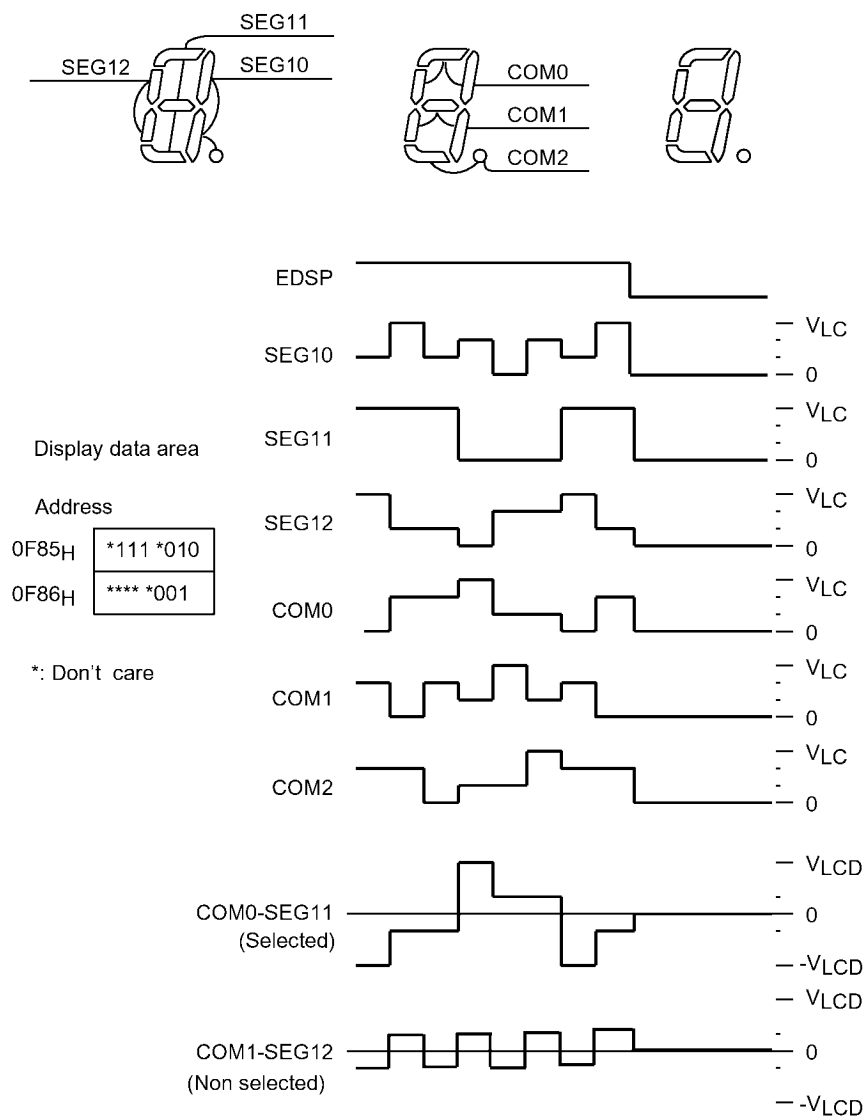 SEG11
SEG12
SEG10
COM0
COM1
COM2
EDSP
SEG10
VLC
0
SEG11
VLC
0
Display data area
Address
0F85H
*111 *010
0F86H
**** *001
*: Don't care
SEG12
VLC
0
COM0
VLC
0
COM1
VLC
0
COM2
VLC
0
COM0-SEG11
(Selected)
VLCD
0
-VLCD
COM1-SEG12
(Non selected)
VLCD
0
-VLCD